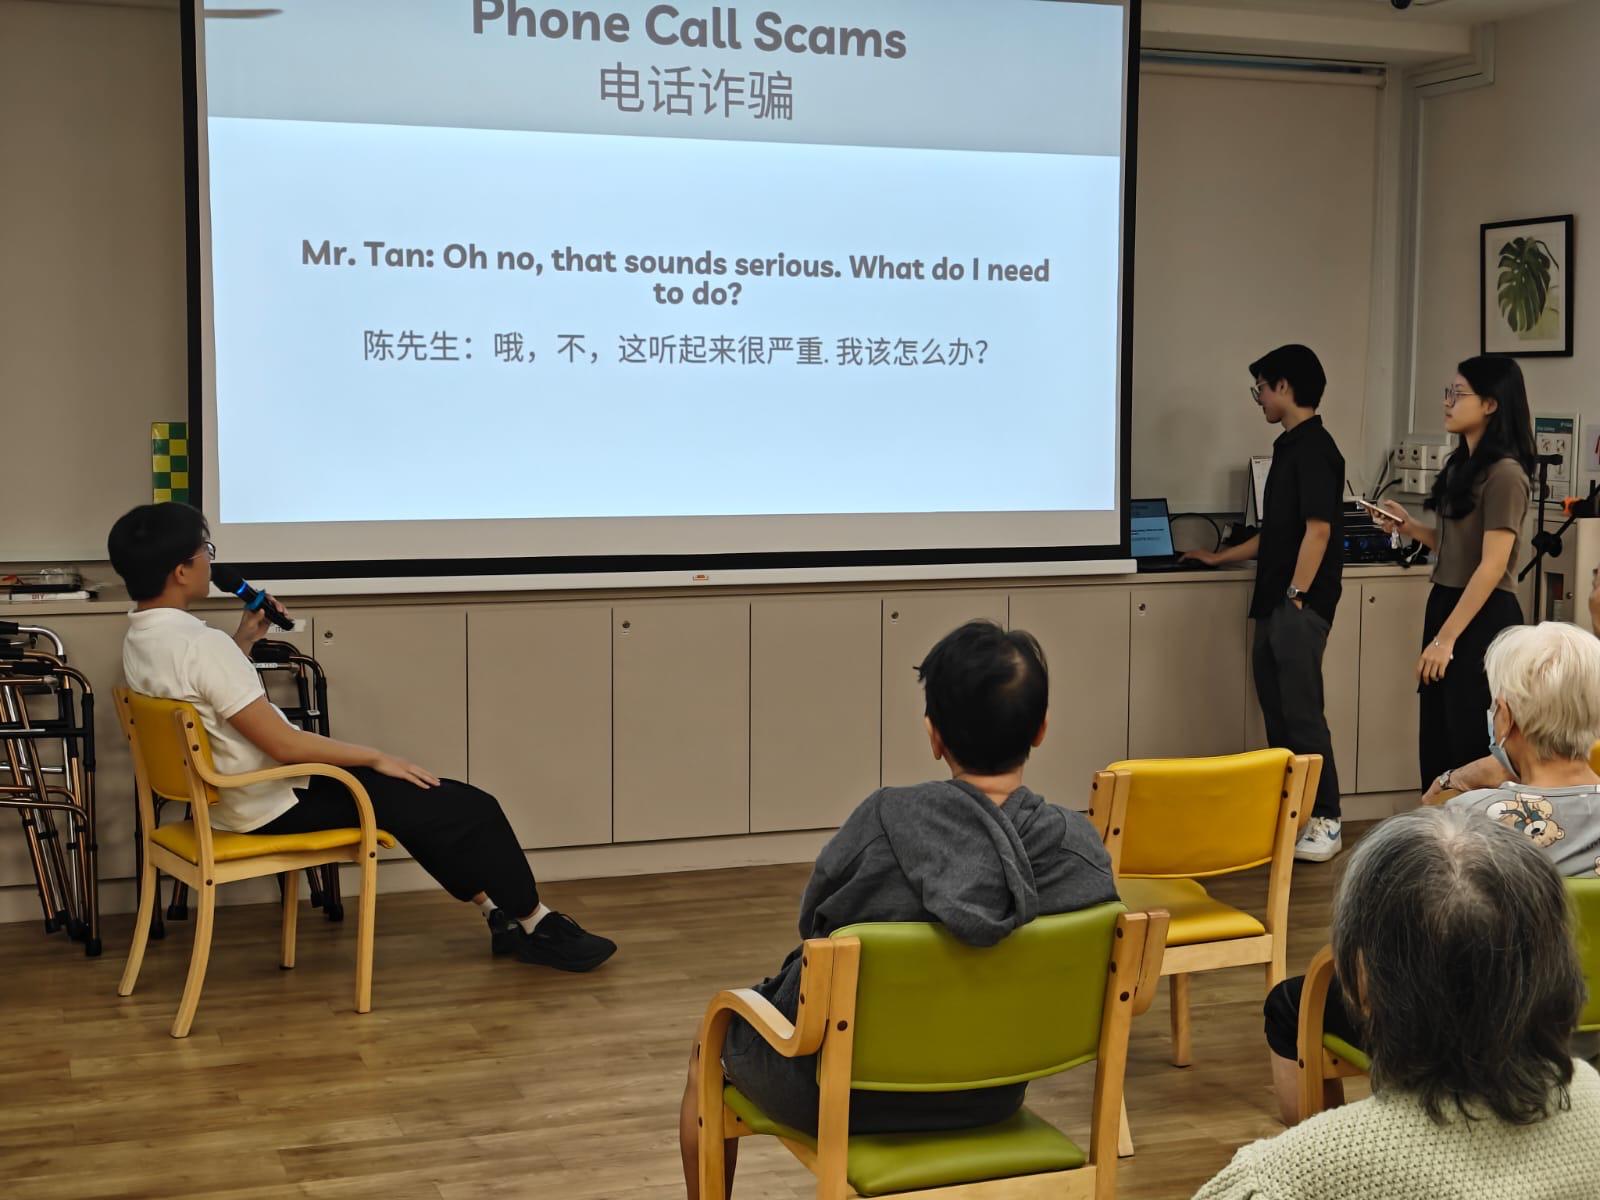 Phone Call Scams
电话诈骗
Mr. Tan: Oh no, that sounds serious. What do I need
to do?
陈先生：哦，不，这听起来很严重. 我该怎么办？
DIY